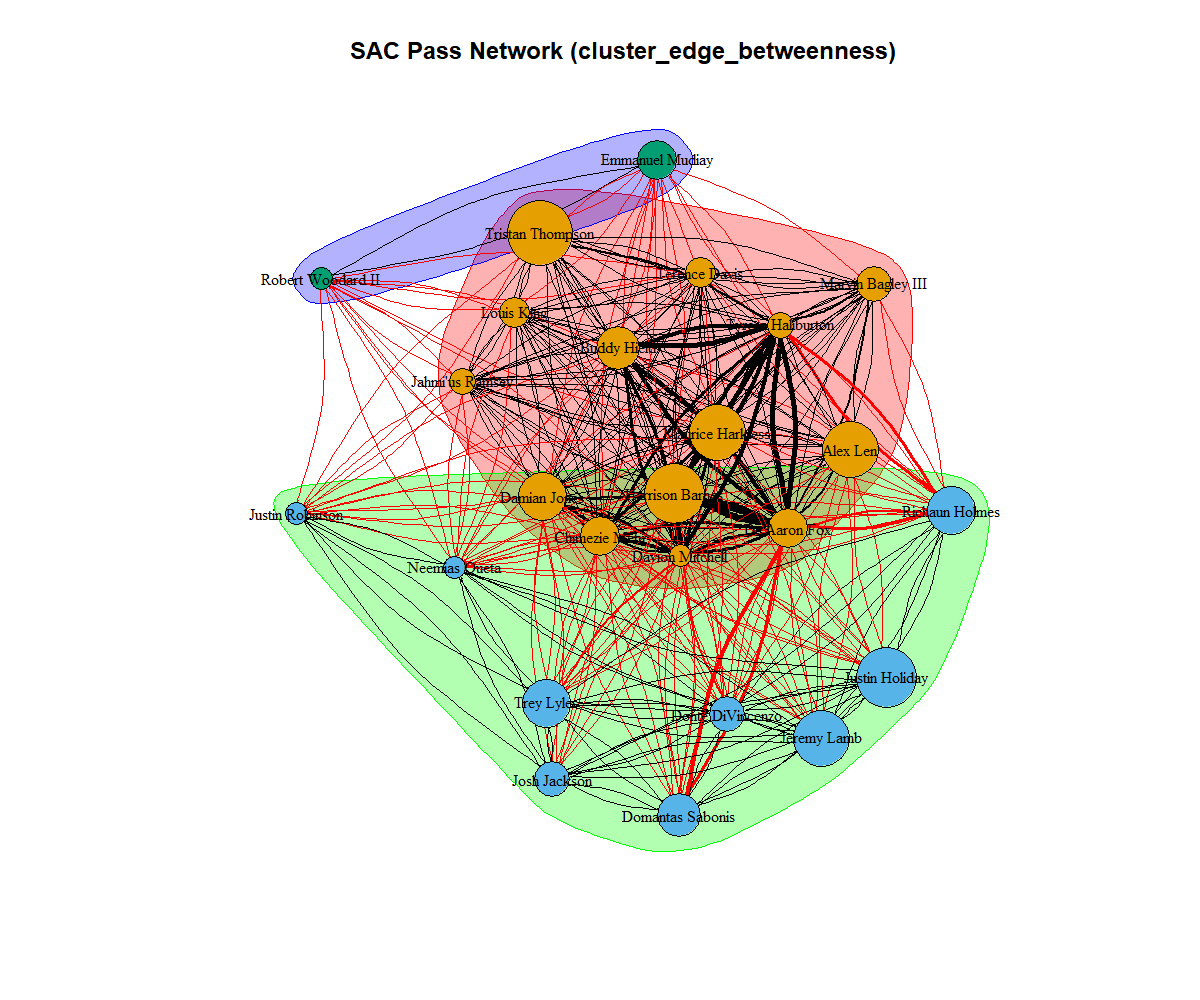 SAC Pass Network (cluster_edge_betweenness)
Emmanuel Mudiay
Tristan Thompson
Robert Woodard II
Terence Davis
Marvin Bagley III
Louis King
Haliburton
Buddy Hield
Jahmi'us Ramsey
Maurice Harkless
Alex Len
Damian Jones
Harrison Barnes
Richaun Holmes
Justin Robinson
De'Aaron Fox
Chimezie Metu
Davion Mitchell
Neemias Queta
Justin Holiday
Trey Lyles
Donte DiVincenzo
Jeremy Lamb
Josh Jackson
Domantas Sabonis